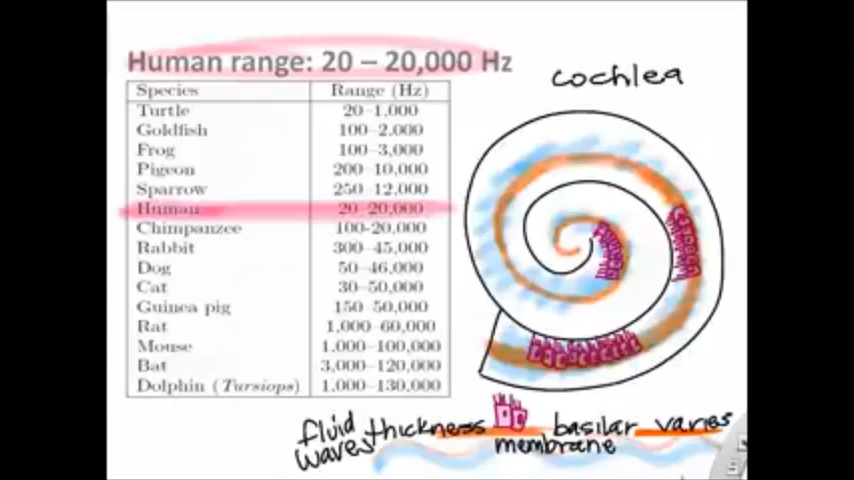 Human range: 20 – 20,000 Hz
cochlea
Species Range (Hz)
Turtle 20–1,000
Goldfish 100–2,000
Frog 100–3,000
Pigeon 200–10,000
Sparrow 250–12,000
Human 20–20,000
Chimpanzee 100-20,000
Rabbit 300–45,000
Dog 50–46,000
Cat 30–50,000
Guinea pig 150–50,000
Rat 1,000–60,000
Mouse 1,000–100,000
Bat 3,000–120,000
Dolphin (Tursiops) 1,000–130,000
fluid thickness basilar varies
waves membrane